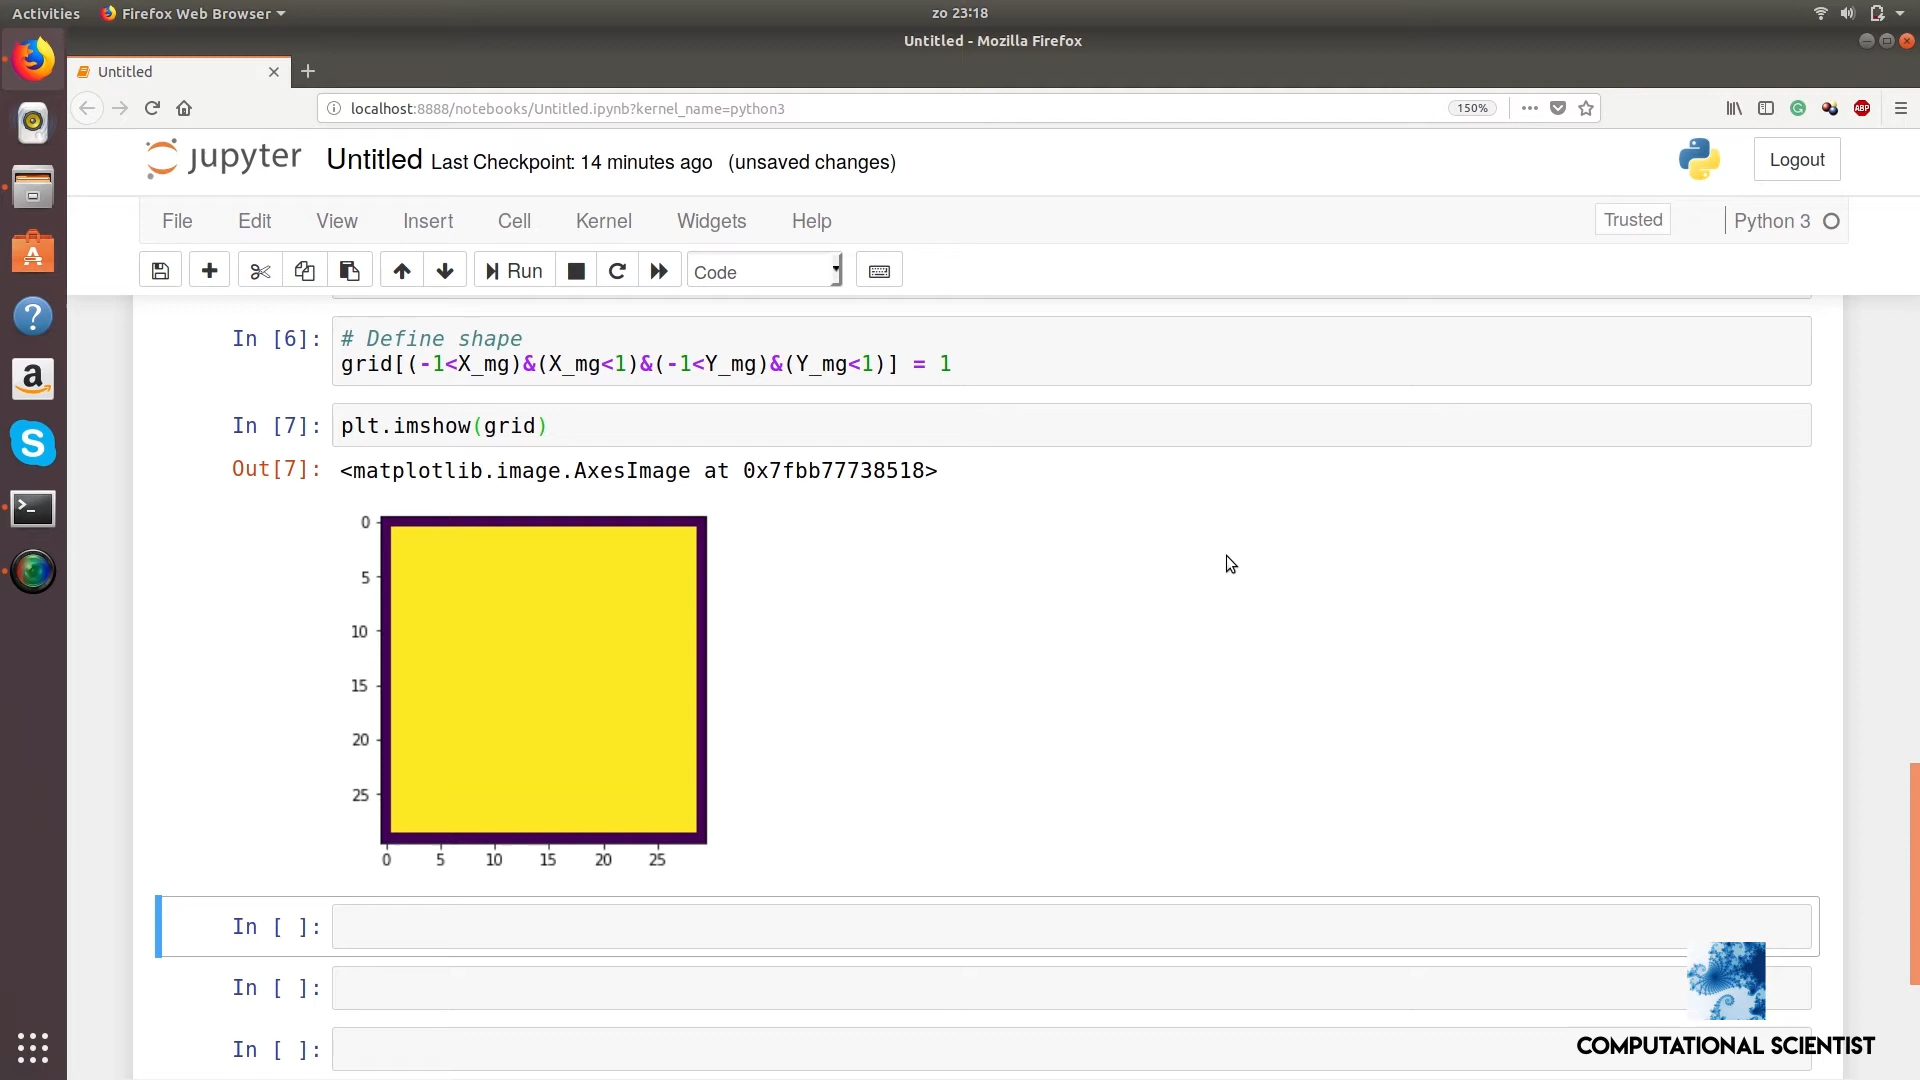 Activities Firefox Web Browser zo 23:18
Untitled - Mozilla Firefox
Untitled
localhost:8888/notebooks/Untitled.ipynb?kernel_name=python3 150% ABP
jupyter Untitled Last Checkpoint: 14 minutes ago (unsaved changes) Logout
File Edit View Insert Cell Kernel Widgets Help Trusted Python 3
Run Code
In [6]: # Define shape
grid[(-1<X_mg)&(X_mg<1)&(-1<Y_mg)&(Y_mg<1)] = 1
In [7]: plt.imshow(grid)
Out[7]: <matplotlib.image.AxesImage at 0x7fbb77738518>
0
5
10
15
20
25
0 5 10 15 20 25
In [ ]:
In [ ]:
In [ ]:
COMPUTATIONAL SCIENTIST